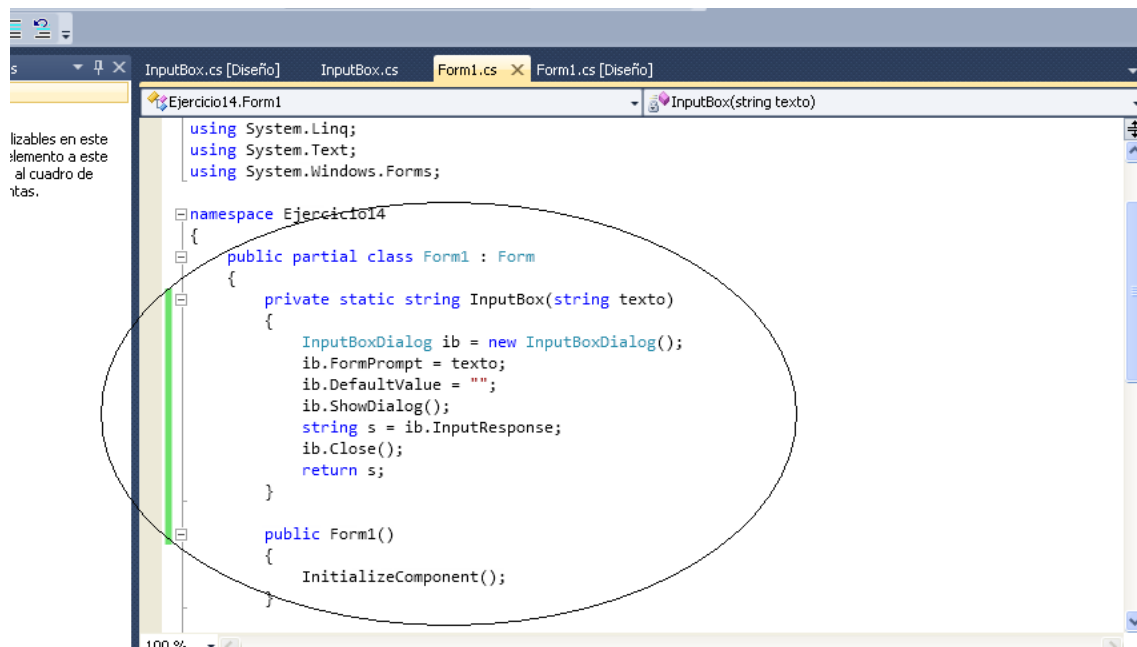 InputBox.cs [Diseño] InputBox.cs Form1.cs Form1.cs [Diseño]
Ejercicio14.Form1 InputBox(string texto)
lizables en este
elemento a este
al cuadro de
ntas.
using System.Linq;
using System.Text;
using System.Windows.Forms;
namespace Ejercicio14
{
public partial class Form1 : Form
{
private static string InputBox(string texto)
{
InputBoxDialog ib = new InputBoxDialog();
ib.FormPrompt = texto;
ib.DefaultValue = "";
ib.ShowDialog();
string s = ib.InputResponse;
ib.Close();
return s;
}
public Form1()
{
InitializeComponent();
}
100 %